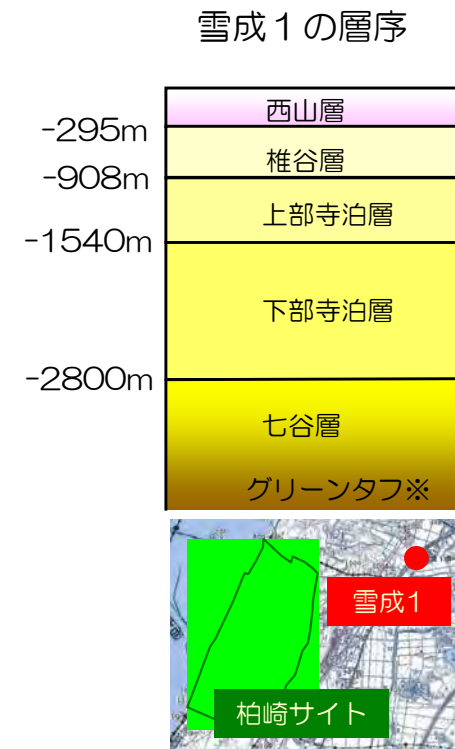 雪成１の層序
西山層
-295m
椎谷層
-908m
上部寺泊層
-1540m
下部寺泊層
-2800m
七谷層
グリーンタフ※
雪成1
柏崎サイト